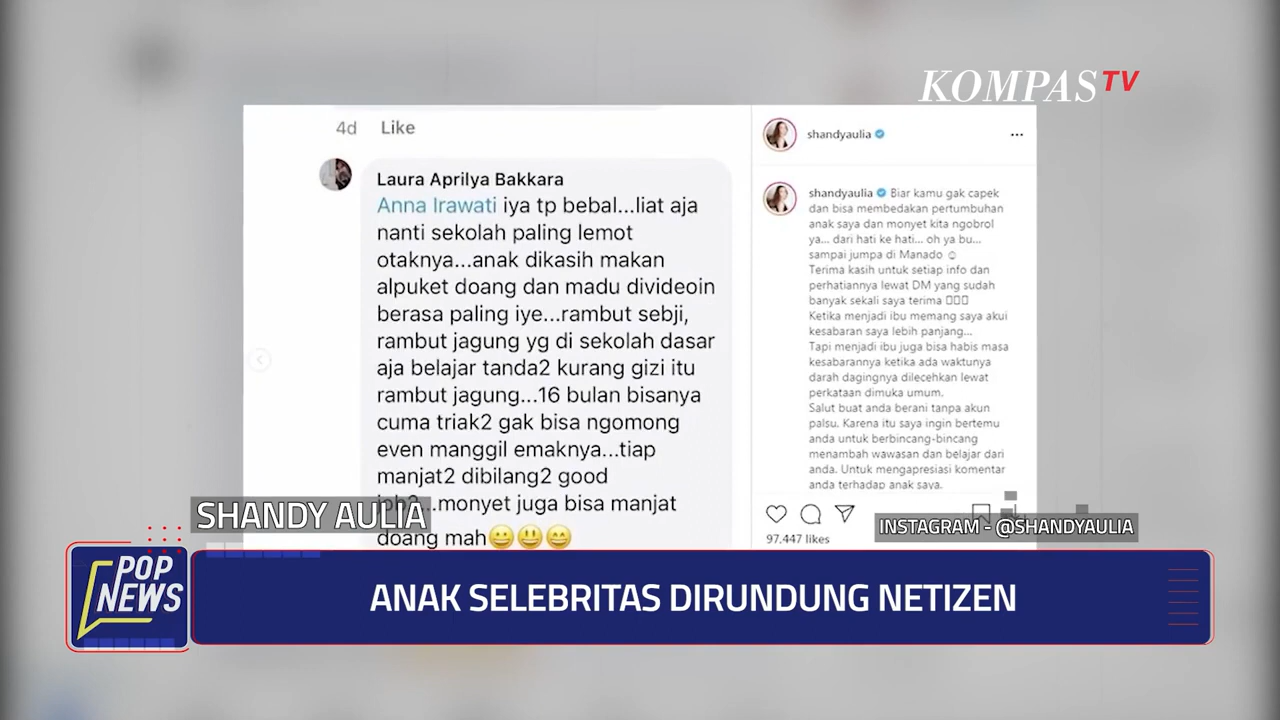 KOMPAS TV
4d Like
Laura Aprilya Bakkara
Anna Irawati iya tp bebal...liat aja
nanti sekolah paling lemot
otaknya...anak dikasih makan
alpuket doang dan madu divideoin
berasa paling iye...rambut sebji,
rambut jagung yg di sekolah dasar
aja belajar tanda2 kurang gizi itu
rambut jagung...16 bulan bisanya
cuma triak2 gak bisa ngomong
even manggil emaknya...tiap
manjat2 dibilang2 good
...monyet juga bisa manjat
doang mah😀😃😄
shandyaulia
...
shandyaulia Biar kamu gak capek
dan bisa membedakan pertumbuhan
anak saya dan monyet kita ngobrol
ya... dari hati ke hati... oh ya bu...
sampai jumpa di Manado ☺
Terima kasih untuk setiap info dan
perhatiannya lewat DM yang sudah
banyak sekali saya terima ▯▯▯
Ketika menjadi ibu memang saya akui
kesabaran saya lebih panjang...
Tapi menjadi ibu juga bisa habis masa
kesabarannya ketika ada waktunya
darah dagingnya dilecehkan lewat
perkataan dimuka umum.
Salut buat anda berani tanpa akun
palsu. Karena itu saya ingin bertemu
anda untuk berbincang-bincang
menambah wawasan dan belajar dari
anda. Untuk mengapresiasi komentar
anda terhadap anak saya.
97,447 likes
SHANDY AULIA
INSTAGRAM - @SHANDYAULIA
POP
NEWS
ANAK SELEBRITAS DIRUNDUNG NETIZEN